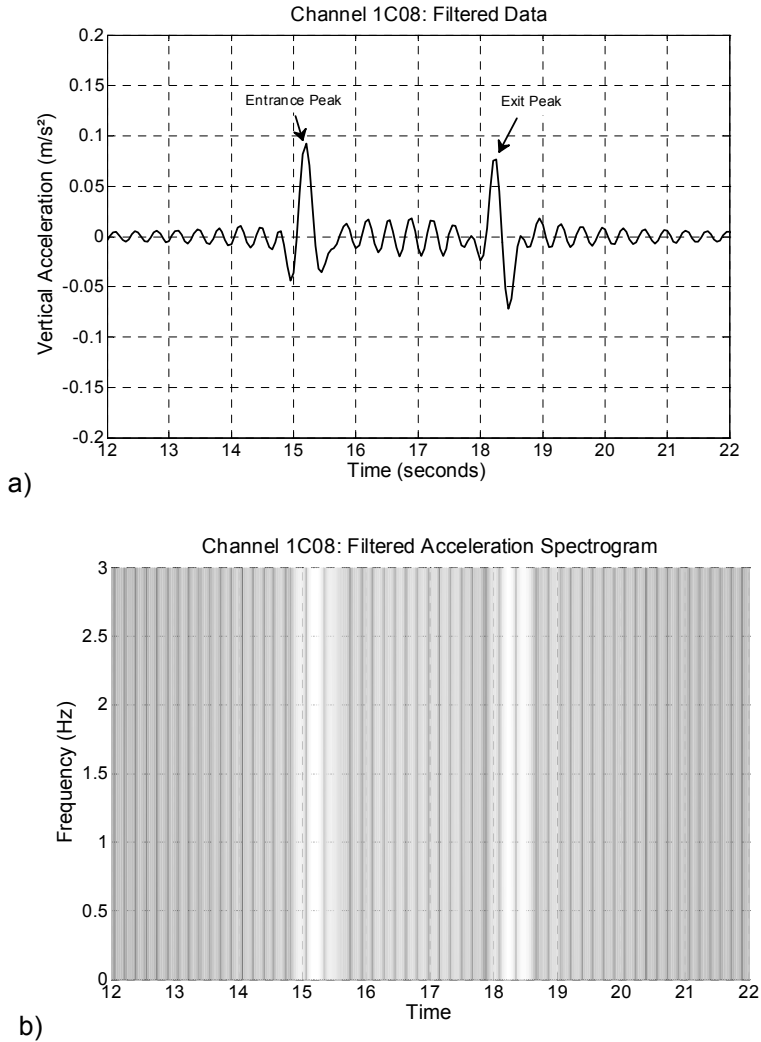 Channel 1C08: Filtered Data
0.2
0.15
0.1
0.05
0
-0.05
-0.1
-0.15
-0.2
Vertical Acceleration (m/s²)
Entrance Peak
Exit Peak
12 13 14 15 16 17 18 19 20 21 22
Time (seconds)
a)
Channel 1C08: Filtered Acceleration Spectrogram
3
2.5
2
1.5
1
0.5
0
Frequency (Hz)
12 13 14 15 16 17 18 19 20 21 22
Time
b)